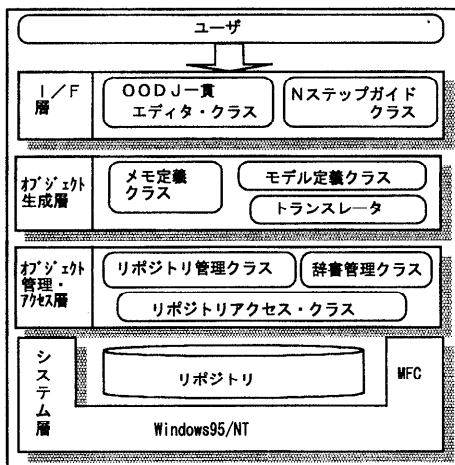 ユーザ
I/F
層
OODJ一貫
エディタ・クラス
Nステップガイド
クラス
オブジェクト
生成層
メモ定義
クラス
モデル定義クラス
トランスレータ
オブジェクト
管理・
アクセス層
リポジトリ管理クラス
辞書管理クラス
リポジトリアクセス・クラス
システム層
リポジトリ
MFC
Windows95/NT